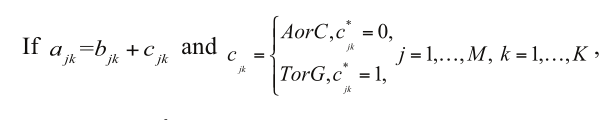 If a_{jk}=b_{jk} + c_{jk} and c_{jk} = { AorC, c^*_{jk} = 0,
TorG, c^*_{jk} = 1, j = 1,…,M, k = 1,…,K ,